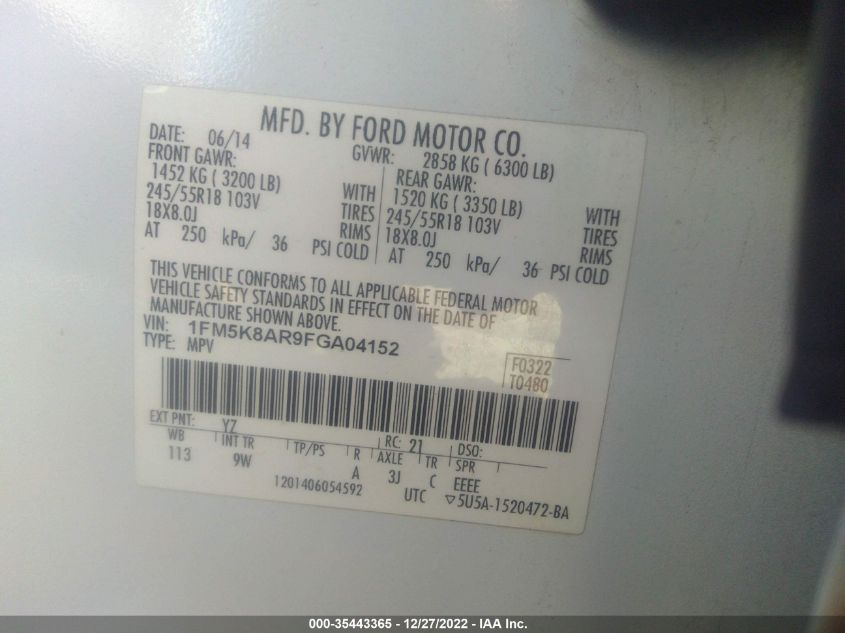 MFD. BY FORD MOTOR CO.
DATE: 06/14 GVWR: 2858 KG ( 6300 LB)
FRONT GAWR: REAR GAWR:
1452 KG ( 3200 LB) WITH 1520 KG ( 3350 LB) WITH
245/55R18 103V TIRES 245/55R18 103V TIRES
18X8.0J RIMS 18X8.0J RIMS
AT 250 kPa/ 36 PSI COLD AT 250 kPa/ 36 PSI COLD
THIS VEHICLE CONFORMS TO ALL APPLICABLE FEDERAL MOTOR
VEHICLE SAFETY STANDARDS IN EFFECT ON THE DATE OF
MANUFACTURE SHOWN ABOVE.
VIN: 1FM5K8AR9FGA04152
TYPE: MPV
F0322
T0480
EXT PNT: YZ RC: 21 DSO:
WB INT TR TP/PS R AXLE TR SPR
113 9W A 3J C EEEE
1201406054592 UTC ▽5U5A-1520472-BA
000-35443365 - 12/27/2022 - IAA Inc.